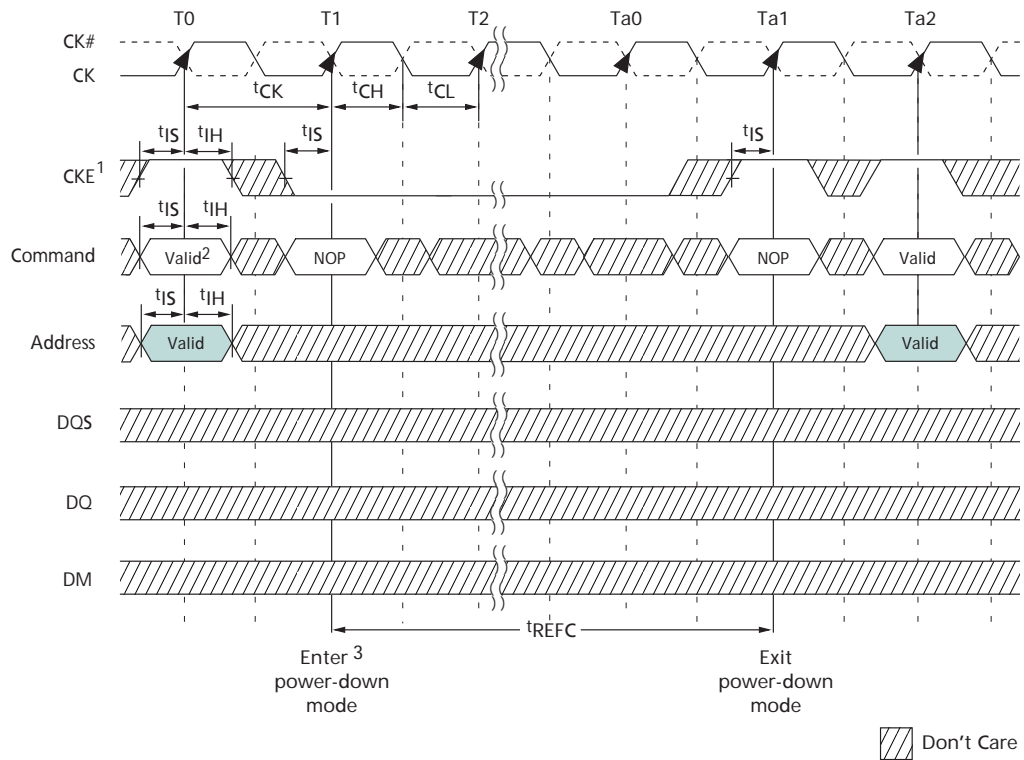 T0 T1 T2 Ta0 Ta1 Ta2
CK#
CK
tCK tCH tCL
tIS tIH tIS tIS
CKE1
tIS tIH
Command Valid2 NOP NOP Valid
tIS tIH
Address Valid Valid
DQS
DQ
DM
tREFC
Enter 3
power-down
mode
Exit
power-down
mode
Don't Care